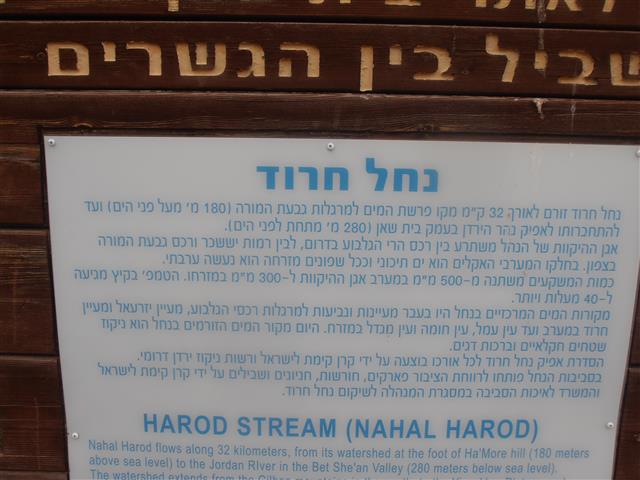 שביל בין הגשרים
נחל חרוד
נחל חרוד זורם לאורך 32 ק"מ מקו פרשת המים למרגלות גבעת המורה (180 מ' מעל פני הים) ועד
להתחברותו לאפיק נהר הירדן בעמק בית שאן (280 מ' מתחת לפני הים).
אגן ההיקוות של הנחל משתרע בין רכס הרי הגלבוע בדרום, לבין רמות יששכר ורכס גבעת המורה
בצפון. בחלקו המערבי האקלים הוא ים תיכוני וככל שפונים מזרחה הוא נעשה ערבתי.
כמות המשקעים משתנה מ-500 מ"מ במערב אגן ההיקוות ל-300 מ"מ במזרחו. הטמפ' בקיץ מגיעה
ל-40 מעלות ויותר.
מקורות המים המרכזיים בנחל היו בעבר מעיינות ונביעות למרגלות רכסי הגלבוע, מעיין יזרעאל ומעיין
חרוד במערב ועד עין עמל, עין חומה ועין מגדל במזרח. היום מקור המים הזורמים בנחל הוא ניקוז
שטחים חקלאיים וברכות דגים.
הסדרת אפיק נחל חרוד לכל אורכו בוצעה על ידי קרן קימת לישראל ורשות ניקוז ירדן דרומי.
בסביבות הנחל פותחו לרווחת הציבור פארקים, חורשות, חניונים ושבילים על ידי קרן קימת לישראל
והמשרד לאיכות הסביבה במסגרת המנהלה לשיקום נחל חרוד.
HAROD STREAM (NAHAL HAROD)
Nahal Harod flows along 32 kilometers, from its watershed at the foot of Ha'More hill (180 meters
above sea level) to the Jordan RIver in the Bet She'an Valley (280 meters below sea level).